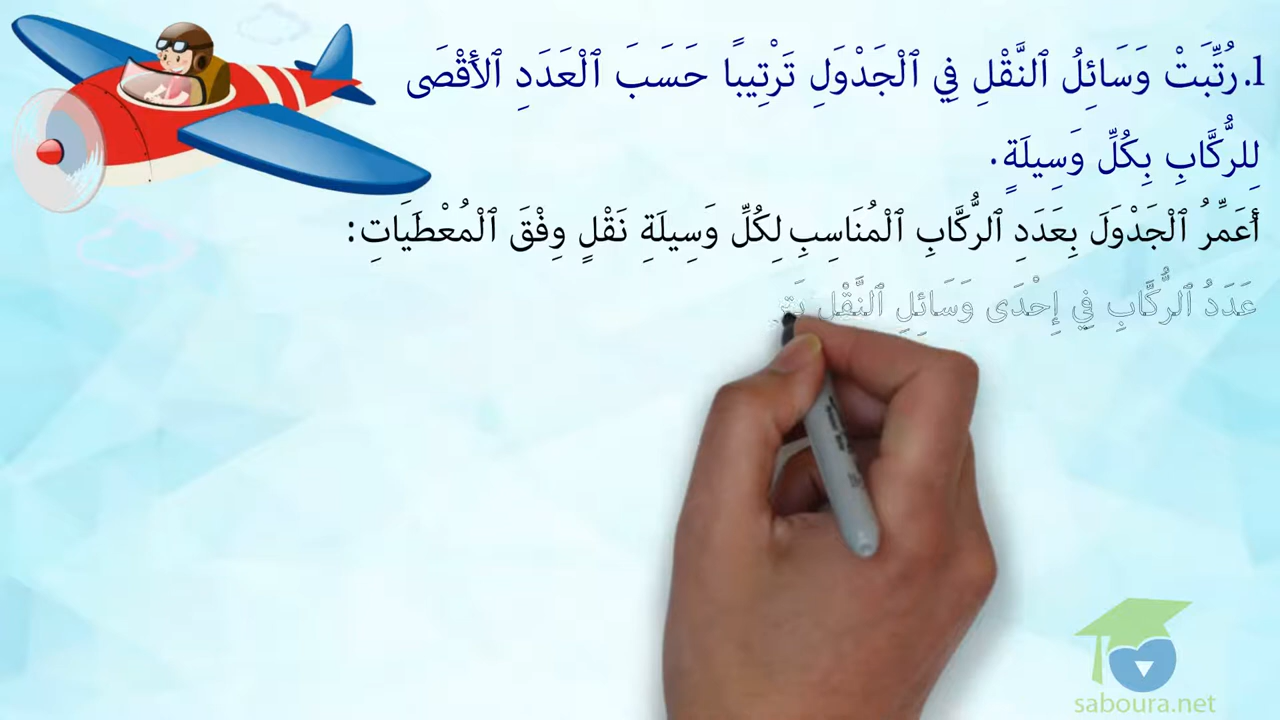 1. رُتِّبَتْ وَسَائِلُ ٱلنَّقْلِ فِي ٱلْجَدْوَلِ تَرْتِيبًا حَسَبَ ٱلْعَدَدِ ٱلأَقْصَى
لِلرُّكَّابِ بِكُلِّ وَسِيلَةٍ.
أُعَمِّرُ ٱلْجَدْوَلَ بِعَدَدِ ٱلرُّكَّابِ ٱلْمُنَاسِبِ لِكُلِّ وَسِيلَةِ نَقْلٍ وِفْقَ ٱلْمُعْطَيَاتِ:
عَدَدُ ٱلرُّكَّابِ فِي إِحْدَى وَسَائِلِ ٱلنَّقْلِ
saboura.net